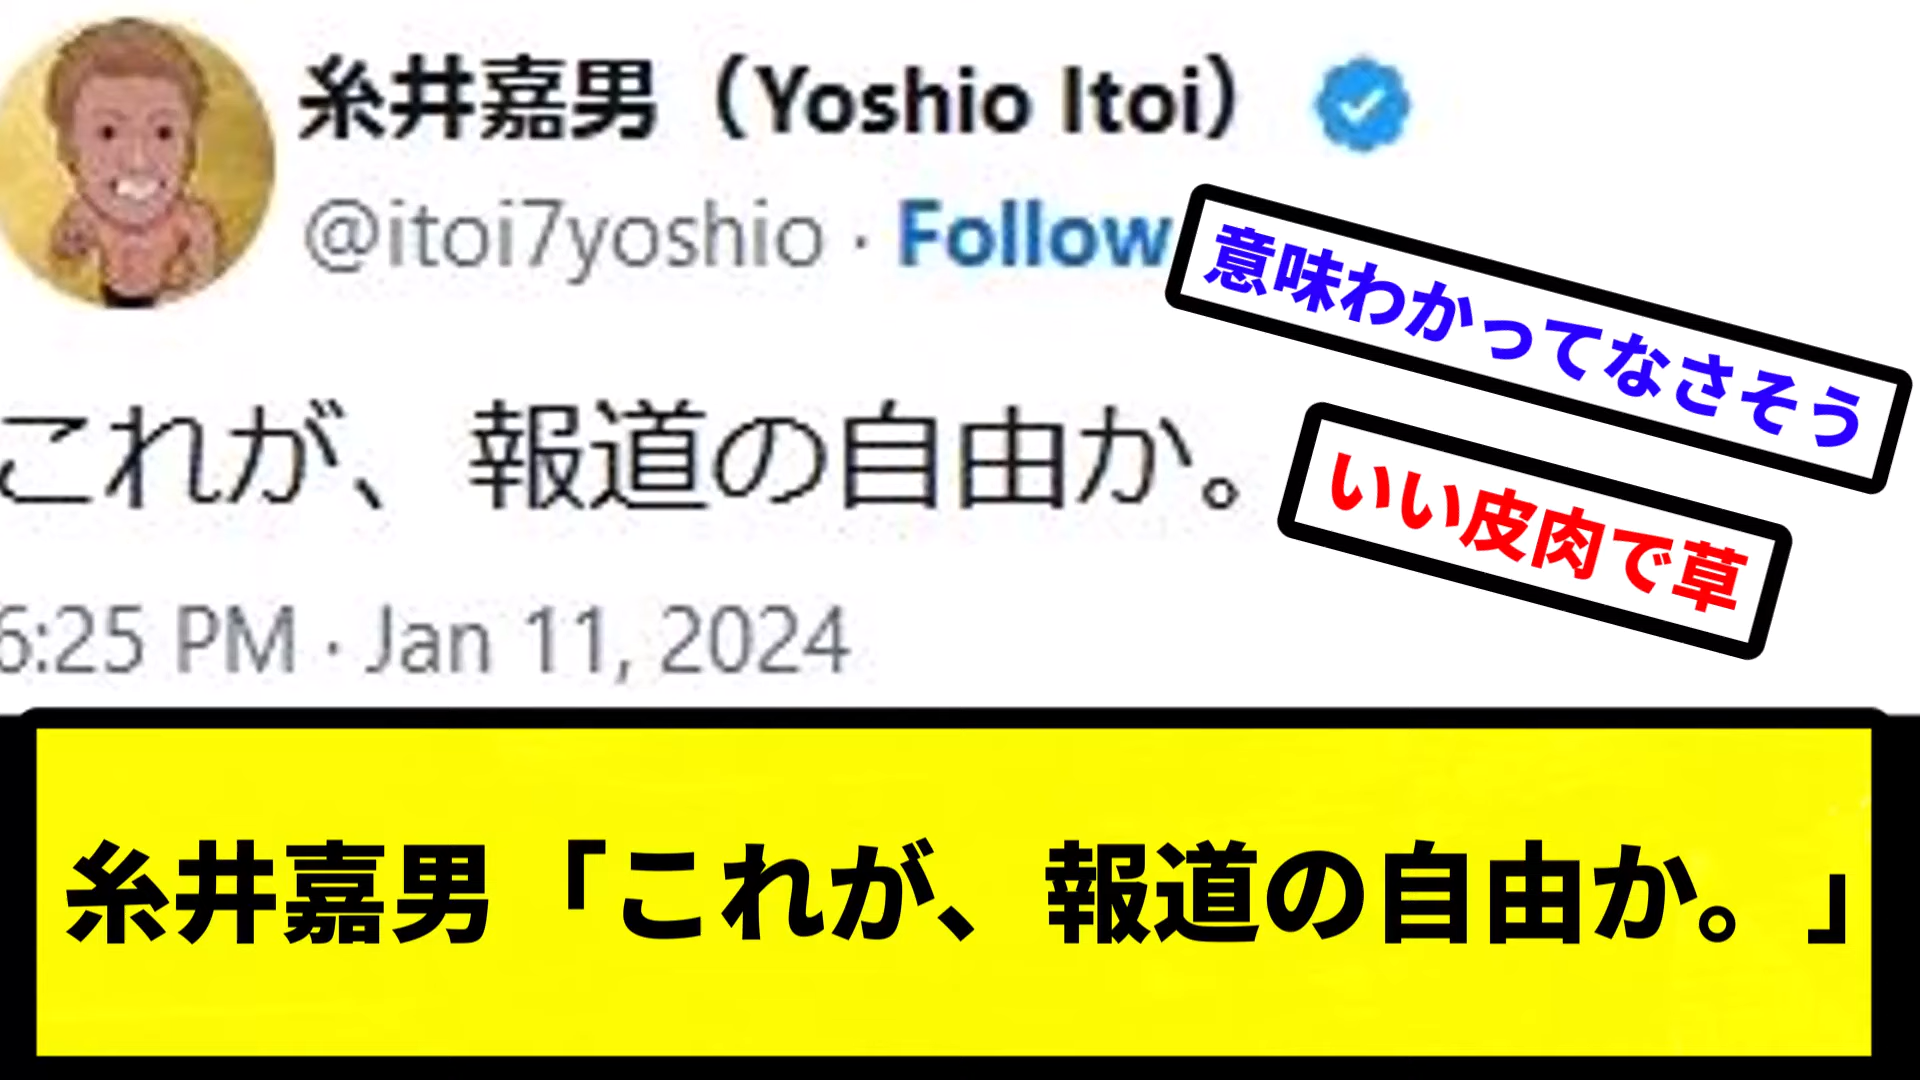 糸井嘉男（Yoshio Itoi）
@itoi7yoshio · Follow
意味わかってなさそう
これが、報道の自由か。
いい皮肉で草
6:25 PM · Jan 11, 2024
糸井嘉男「これが、報道の自由か。」